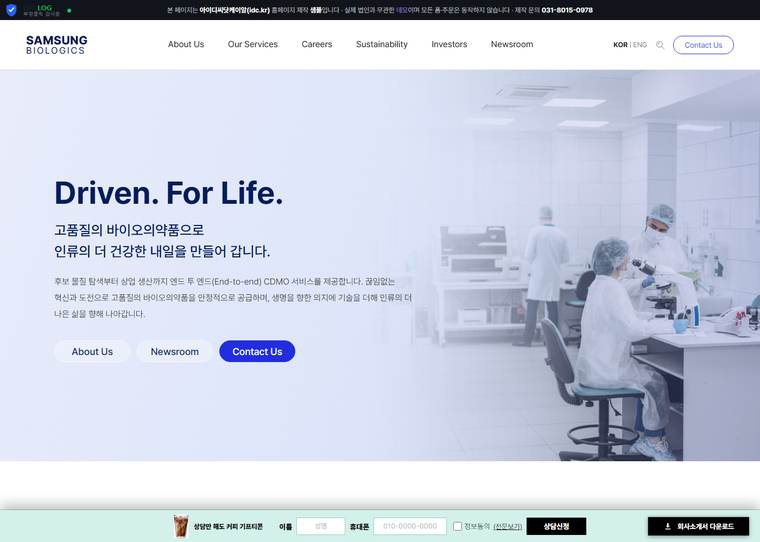 LOG
본 페이지는 아이디씨닷케이알(idc.kr) 홈페이지 제작 샘플입니다 · 실제 법인과 무관한 데모이며 모든 폼·주문은 동작하지 않습니다 · 제작 문의 031-8015-0978
SAMSUNG
BIOLOGICS
About Us Our Services Careers Sustainability Investors Newsroom KOR | ENG Contact Us
Driven. For Life.
고품질의 바이오의약품으로
인류의 더 건강한 내일을 만들어 갑니다.
후보 물질 탐색부터 상업 생산까지 엔드 투 엔드(End-to-end) CDMO 서비스를 제공합니다. 끊임없는
혁신과 도전으로 고품질의 바이오의약품을 안정적으로 공급하며, 생명을 향한 의지에 기술을 더해 인류의 더
나은 삶을 향해 나아갑니다.
About Us Newsroom Contact Us
상담만 해도 커피 기프티콘 이름 성명 휴대폰 010-0000-0000 정보동의 (전문보기) 상담신청 회사소개서 다운로드